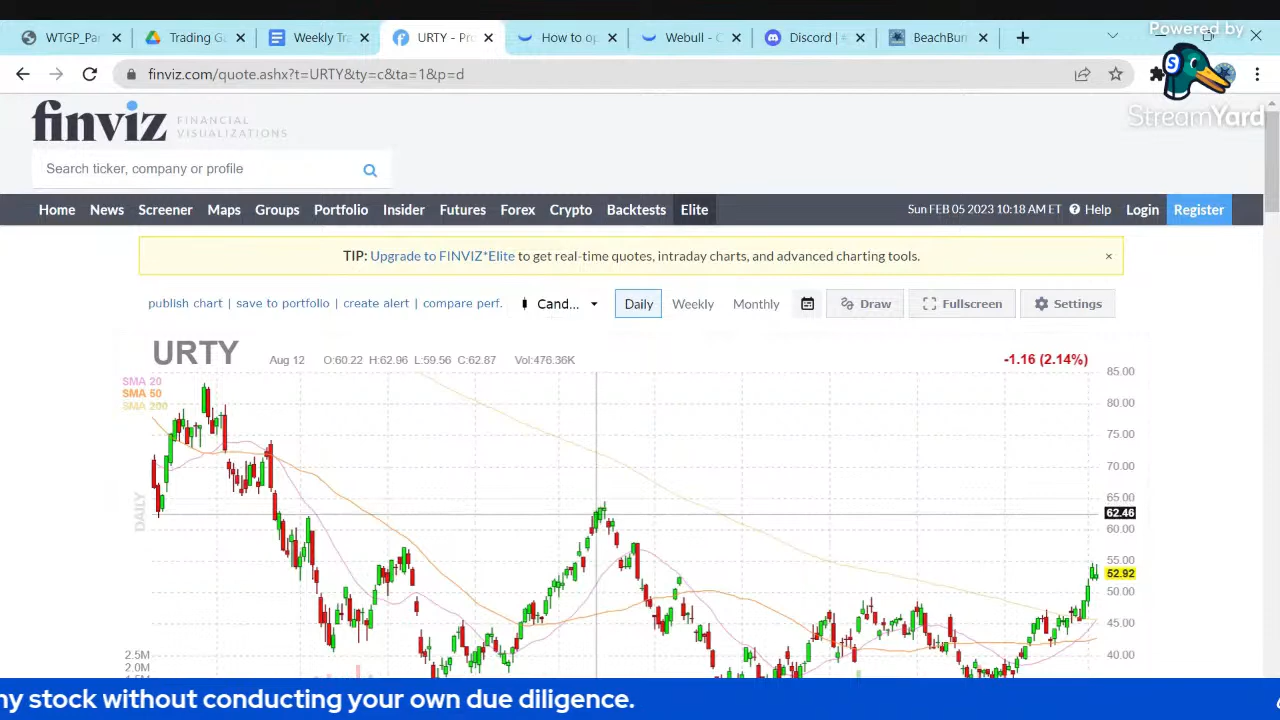 Powered by
WTGP_Pa
Trading G
Weekly Tr
URTY - Pr
How to op
Webull - C
Discord | #
BeachBum
finviz.com/quote.ashx?t=URTY&ty=c&ta=1&p=d
S
StreamYard
finviz FINANCIAL VISUALIZATIONS
Search ticker, company or profile
Home News Screener Maps Groups Portfolio Insider Futures Forex Crypto Backtests Elite SUN FEB 05 2023 10:18 AM ET Help Login Register
TIP: Upgrade to FINVIZ*Elite to get real-time quotes, intraday charts, and advanced charting tools. ×
publish chart | save to portfolio | create alert | compare perf. Cand... Daily Weekly Monthly Draw Fullscreen Settings
URTY Aug 12 O:60.22 H:62.96 L:59.56 C:62.87 Vol:476.36K -1.16 (2.14%)
SMA 20
SMA 50
SMA 200
DAILY
85.00
80.00
75.00
70.00
65.00
62.46
60.00
55.00
52.92
50.00
45.00
40.00
2.5M
2.0M
ny stock without conducting your own due diligence.